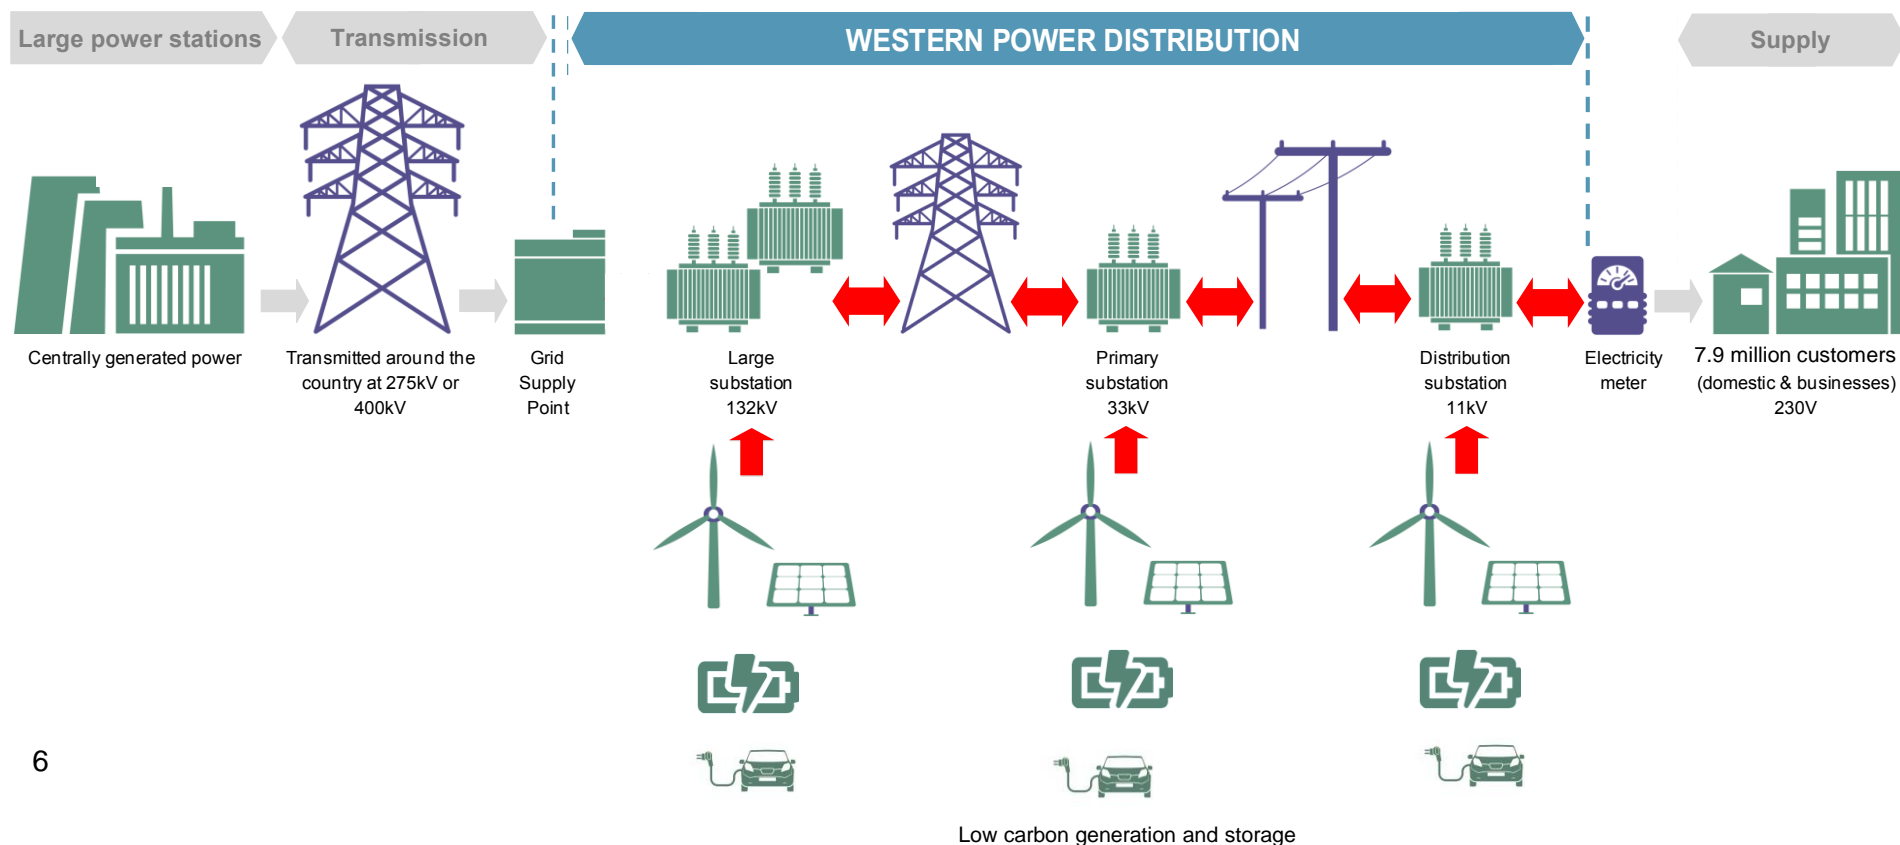 Large power stations
Transmission
WESTERN POWER DISTRIBUTION
Supply
Centrally generated power
Transmitted around the
country at 275kV or
400kV
Grid
Supply
Point
Large
substation
132kV
Primary
substation
33kV
Distribution
substation
11kV
Electricity
meter
7.9 million customers
(domestic & businesses)
230V
6
Low carbon generation and storage